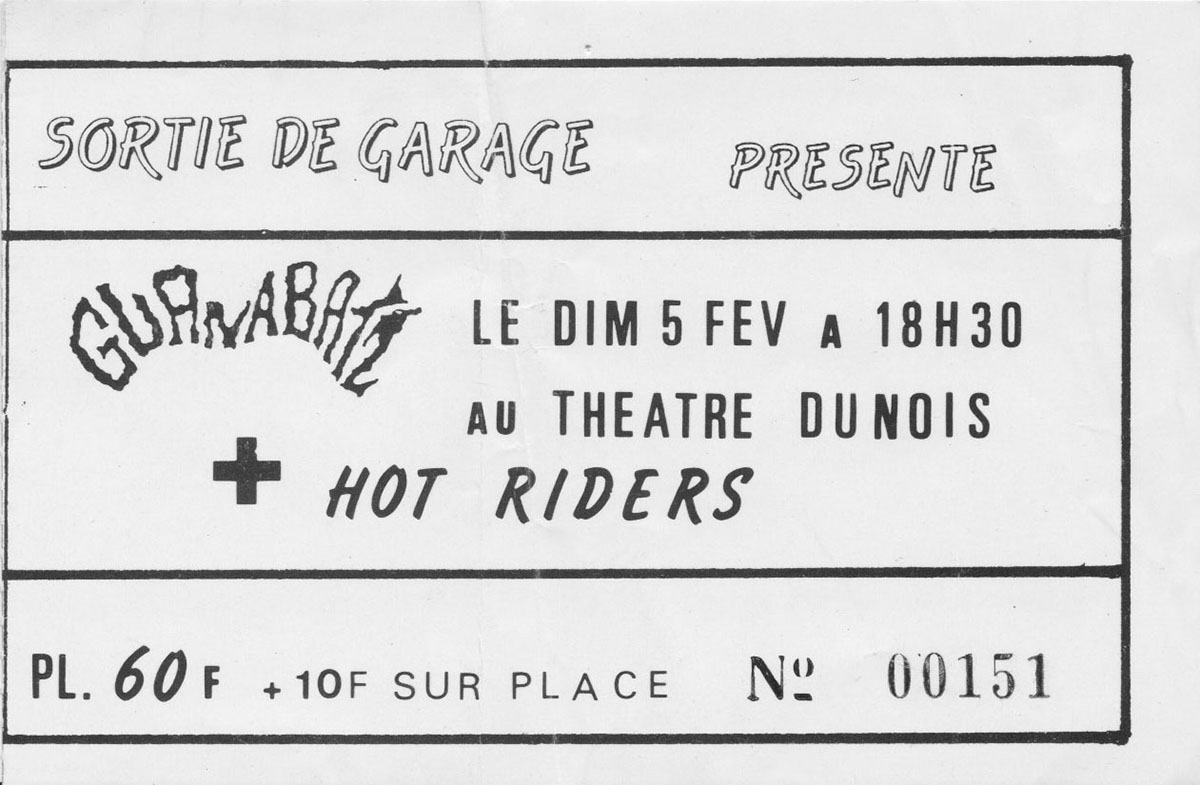 SORTIE DE GARAGE PRESENTE
GUANABATZ
LE DIM 5 FEV A 18H30
AU THEATRE DUNOIS
+ HOT RIDERS
PL. 60F + 10F SUR PLACE Nº 00151